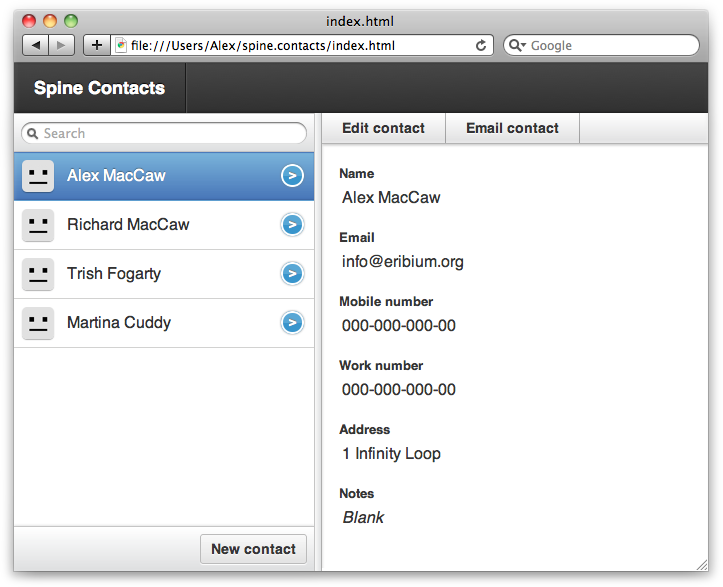 index.html
file:///Users/Alex/spine.contacts/index.html
Google
Spine Contacts
Search
Alex MacCaw
Richard MacCaw
Trish Fogarty
Martina Cuddy
New contact
Edit contact Email contact
Name
Alex MacCaw
Email
info@eribium.org
Mobile number
000-000-000-00
Work number
000-000-000-00
Address
1 Infinity Loop
Notes
Blank